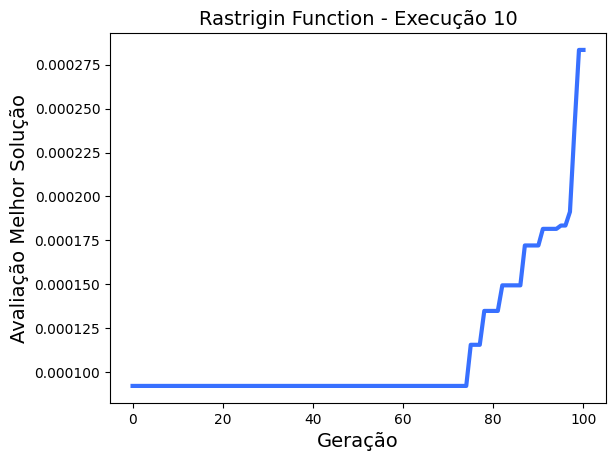 Rastrigin Function - Execução 10
Avaliação Melhor Solução
0.000275
0.000250
0.000225
0.000200
0.000175
0.000150
0.000125
0.000100
0 20 40 60 80 100
Geração